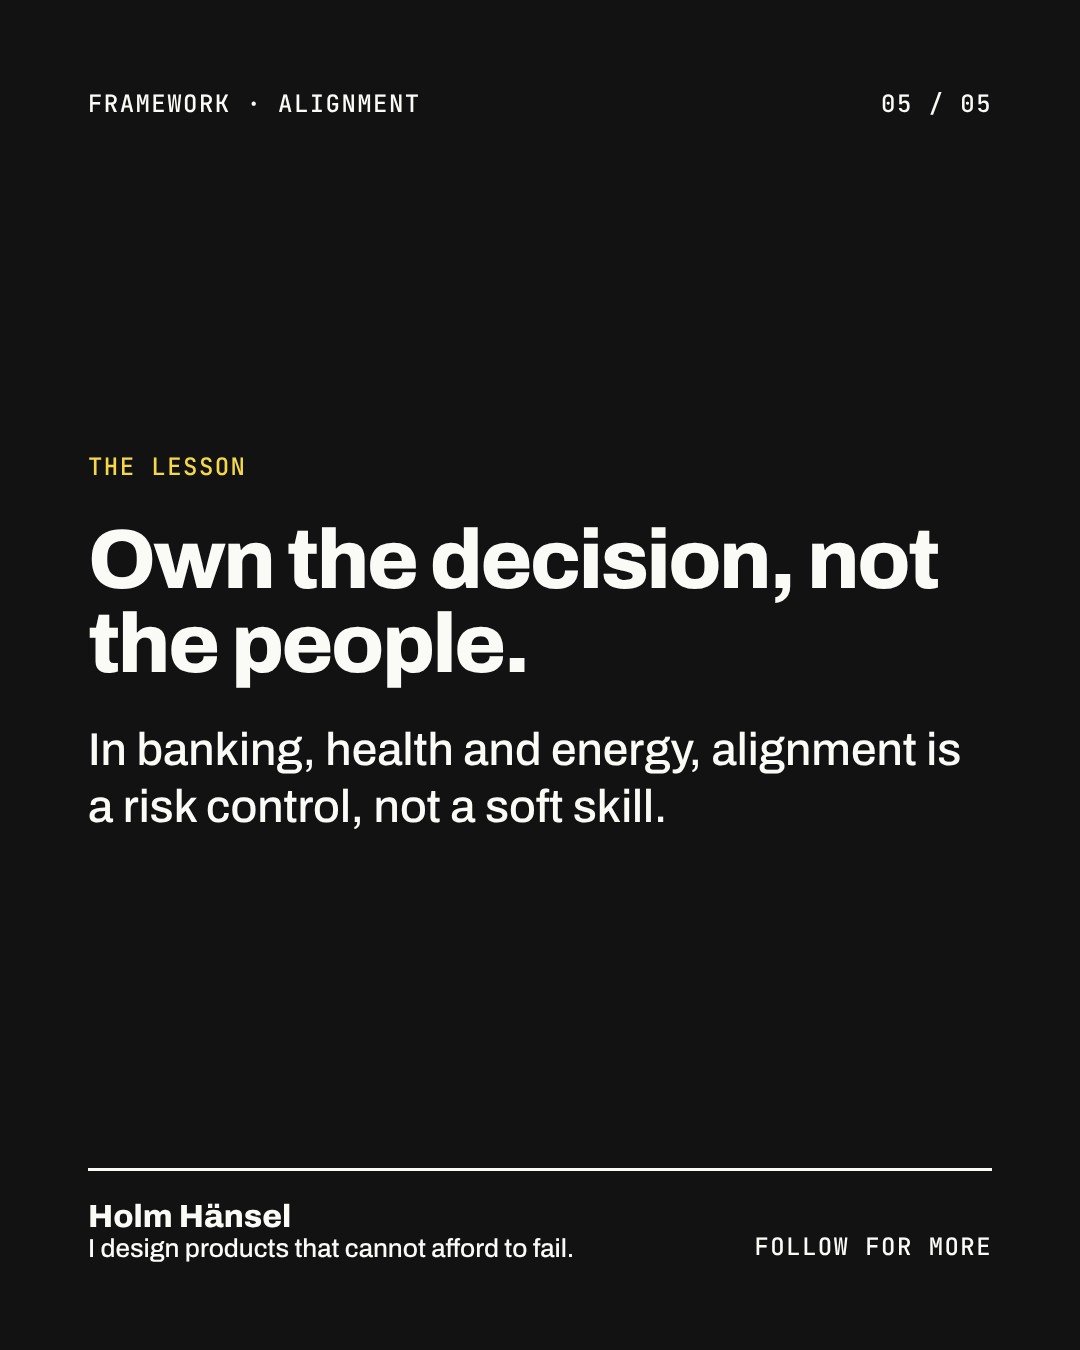 FRAMEWORK · ALIGNMENT
05 / 05
THE LESSON
Own the decision, not
the people.
In banking, health and energy, alignment is
a risk control, not a soft skill.
Holm Hänsel
I design products that cannot afford to fail.
FOLLOW FOR MORE